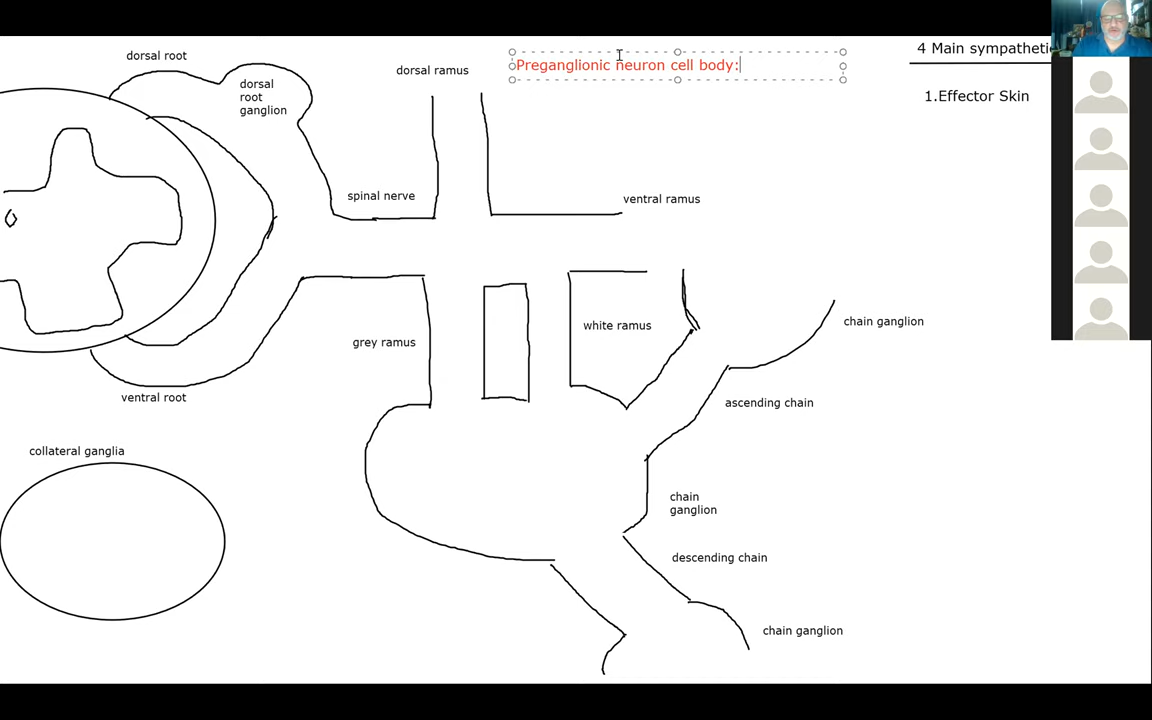 4 Main sympathetic
dorsal root
Preganglionic neuron cell body:
dorsal ramus
dorsal
root
ganglion
1.Effector Skin
spinal nerve
ventral ramus
white ramus
chain ganglion
grey ramus
ventral root
ascending chain
collateral ganglia
chain
ganglion
descending chain
chain ganglion